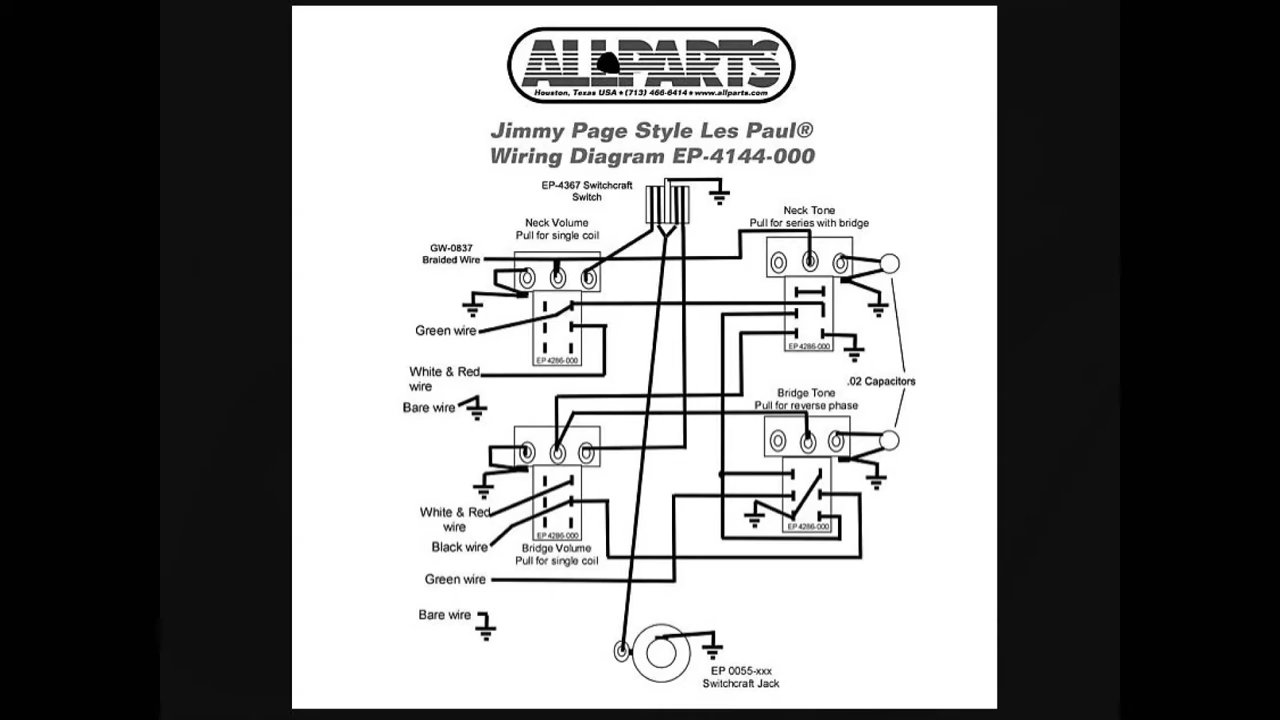 ALLPARTS
Houston, Texas USA • (713) 466-6414 • www.allparts.com
Jimmy Page Style Les Paul®
Wiring Diagram EP-4144-000
EP-4367 Switchcraft
Switch
Neck Volume
Pull for single coil
Neck Tone
Pull for series with bridge
GW-0837
Braided Wire
Green wire
EP 4286-000
EP 4286-000
White & Red
wire
Bare wire
.02 Capacitors
Bridge Tone
Pull for reverse phase
White & Red
wire
Black wire
EP 4286-000
EP 4286-000
Bridge Volume
Pull for single coil
Green wire
Bare wire
EP 0055-xxx
Switchcraft Jack